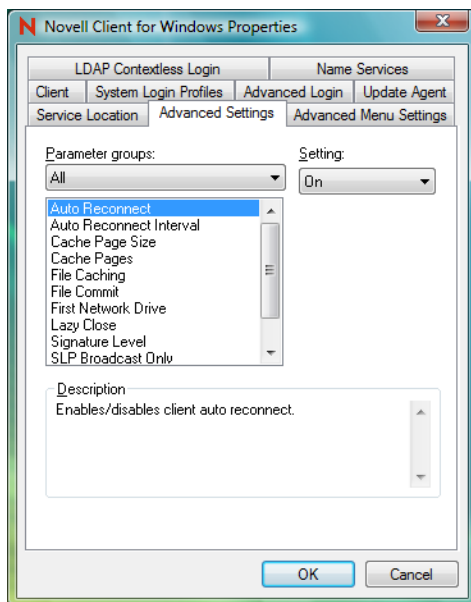 Novell Client for Windows Properties
LDAP Contextless Login Name Services
Client System Login Profiles Advanced Login Update Agent
Service Location Advanced Settings Advanced Menu Settings
Parameter groups: Setting:
All On
Auto Reconnect
Auto Reconnect Interval
Cache Page Size
Cache Pages
File Caching
File Commit
First Network Drive
Lazy Close
Signature Level
SLP Broadcast Only
Description
Enables/disables client auto reconnect.
OK Cancel